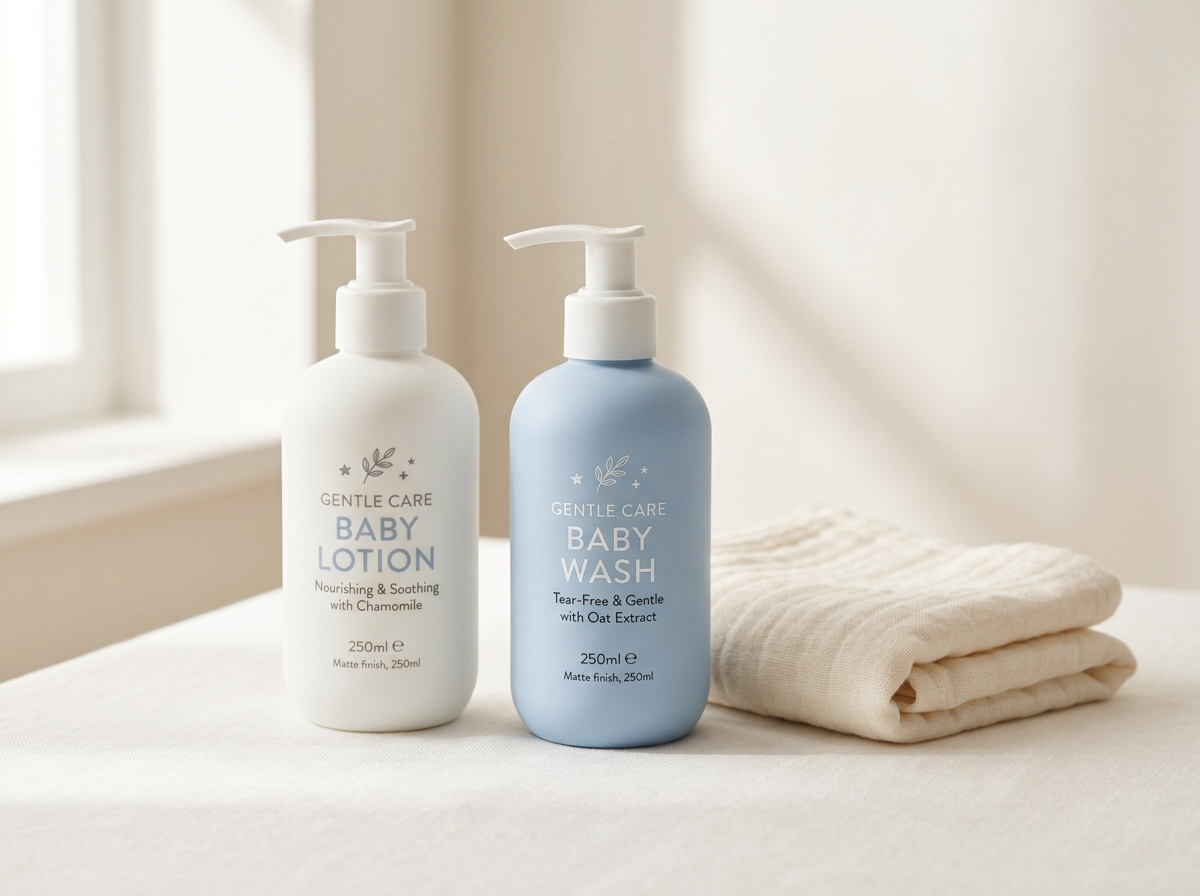 GENTLE CARE
BABY
LOTION
Nourishing & Soothing
with Chamomile
250ml ℮
Matte finish, 250ml
GENTLE CARE
BABY
WASH
Tear-Free & Gentle
with Oat Extract
250ml ℮
Matte finish, 250ml